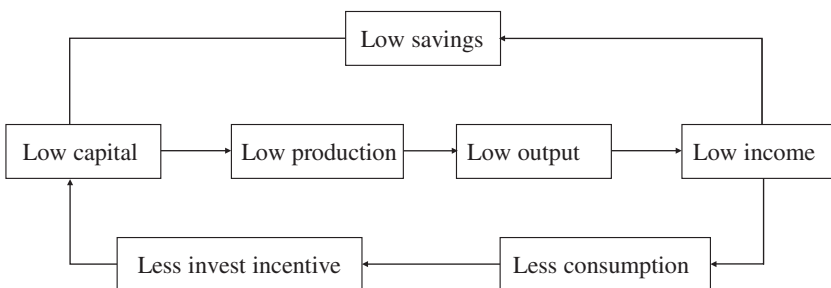 Low savings
Low capital
Low production
Low output
Low income
Less invest incentive
Less consumption